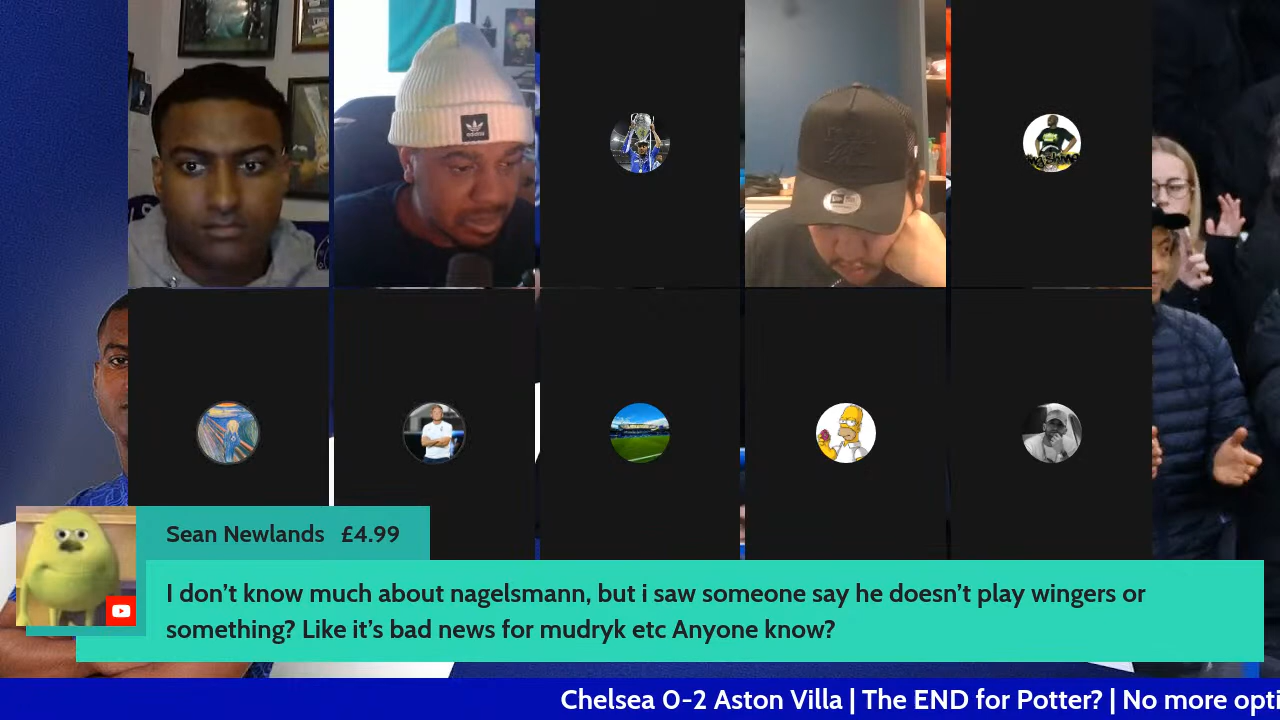 adidas
Sean Newlands £4.99
I don't know much about nagelsmann, but i saw someone say he doesn't play wingers or
something? Like it's bad news for mudryk etc Anyone know?
Chelsea 0-2 Aston Villa | The END for Potter? | No more opti